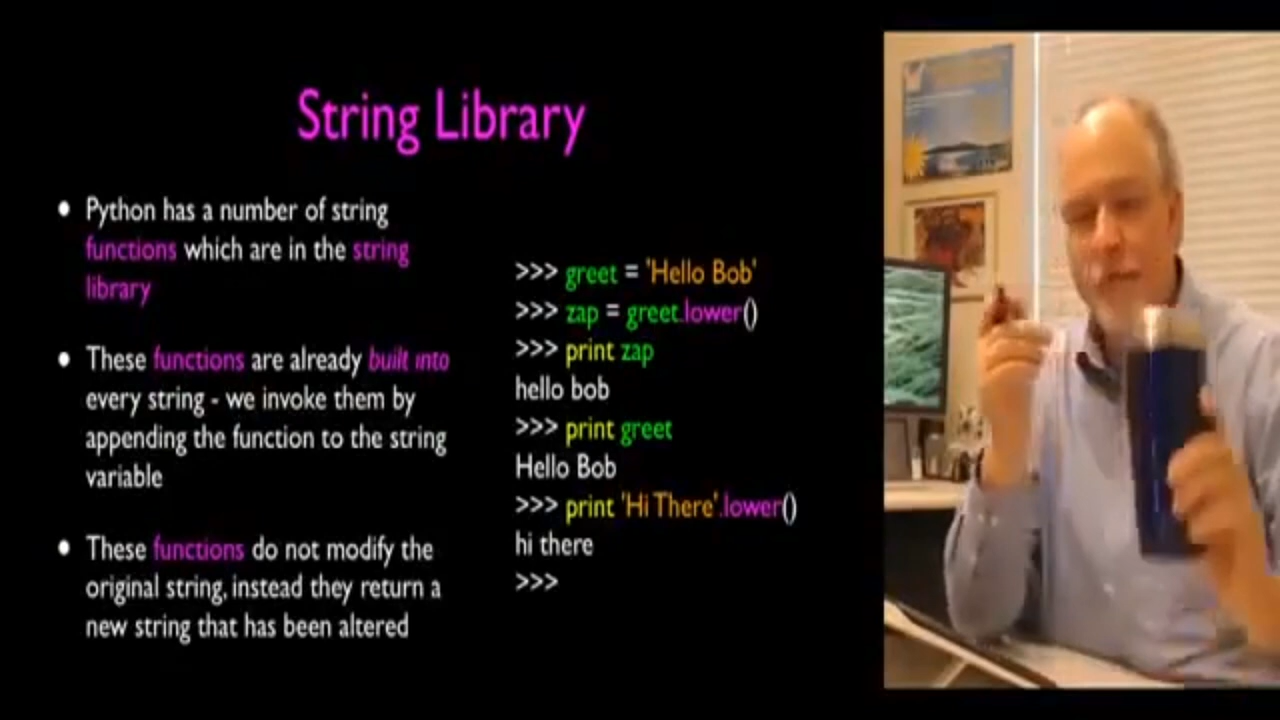 String Library
• Python has a number of string
functions which are in the string
library
• These functions are already built into
every string - we invoke them by
appending the function to the string
variable
• These functions do not modify the
original string, instead they return a
new string that has been altered
>>> greet = 'Hello Bob'
>>> zap = greet.lower()
>>> print zap
hello bob
>>> print greet
Hello Bob
>>> print 'Hi There'.lower()
hi there
>>>